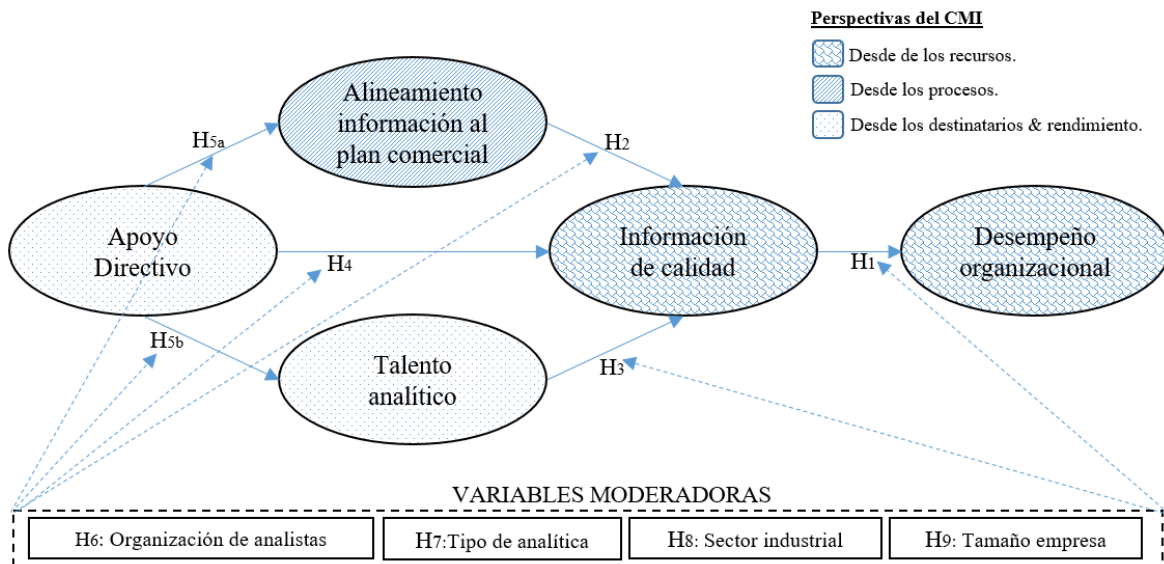 Perspectivas del CMI
Desde de los recursos.
Desde los procesos.
Desde los destinatarios & rendimiento.
Alineamiento
información al
plan comercial
H5a
H2
Apoyo
Directivo
H4
Información
de calidad
H1
Desempeño
organizacional
H5b
Talento
analítico
H3
VARIABLES MODERADORAS
H6: Organización de analistas
H7:Tipo de analítica
H8: Sector industrial
H9: Tamaño empresa